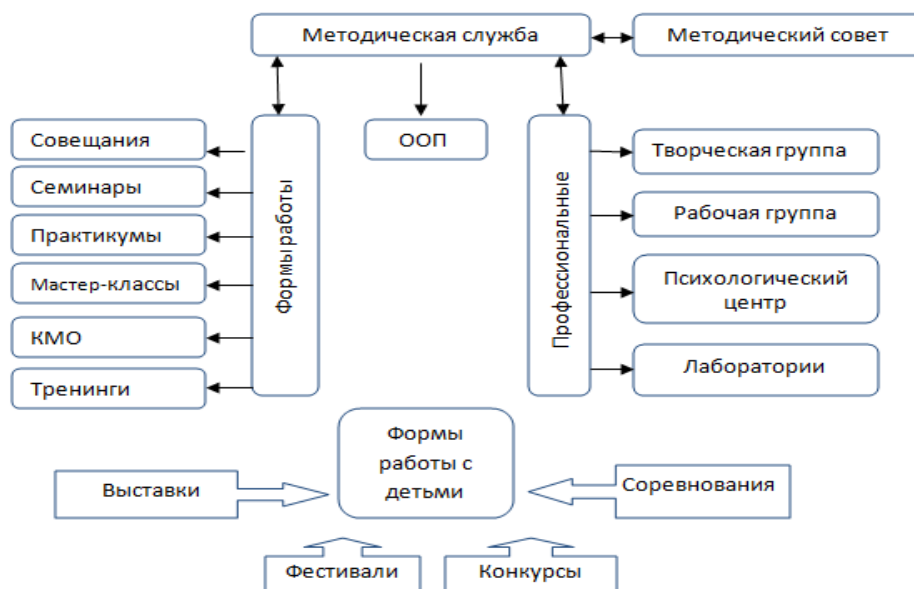 Методическая служба
Методический совет
Совещания
Семинары
Практикумы
Мастер-классы
КМО
Тренинги
Формы работы
ООП
Профессиональные
Творческая группа
Рабочая группа
Психологический
центр
Лаборатории
Формы
работы с
детьми
Выставки
Соревнования
Фестивали
Конкурсы